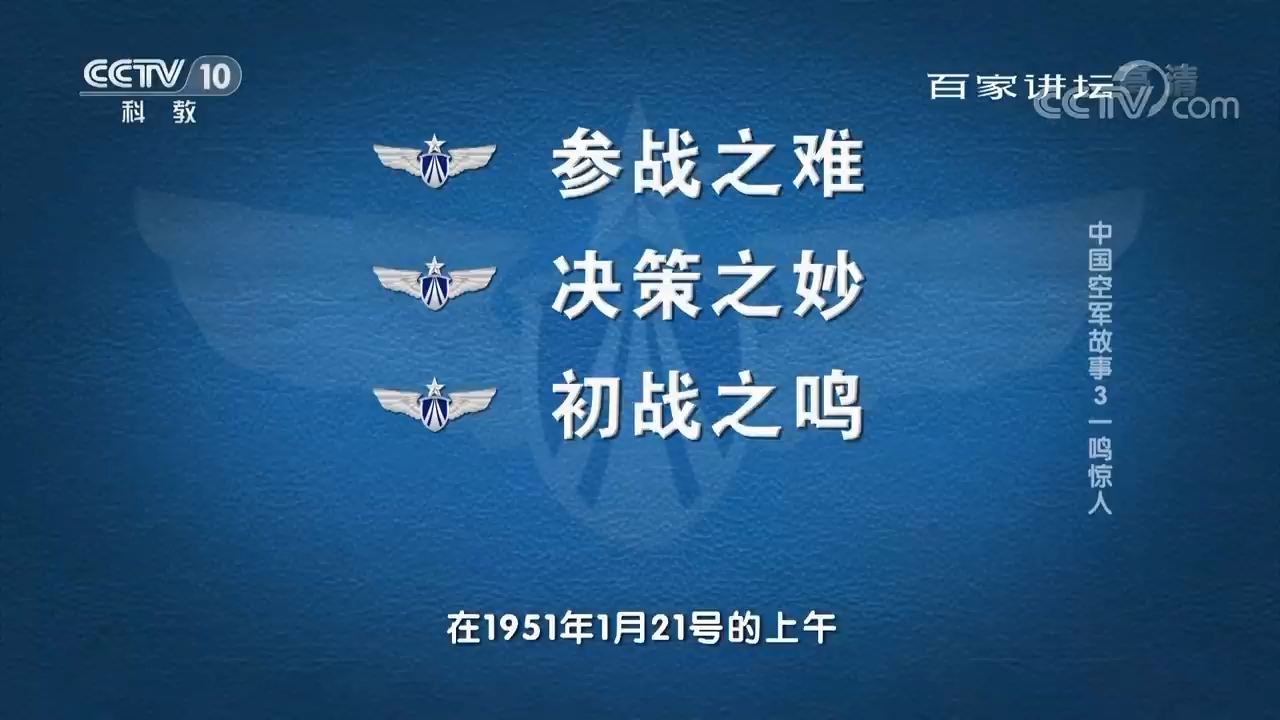 CCTV 10
科教
百家讲坛
高清
CCTV.com
参战之难
决策之妙
初战之鸣
中国空军故事3一鸣惊人
在1951年1月21号的上午